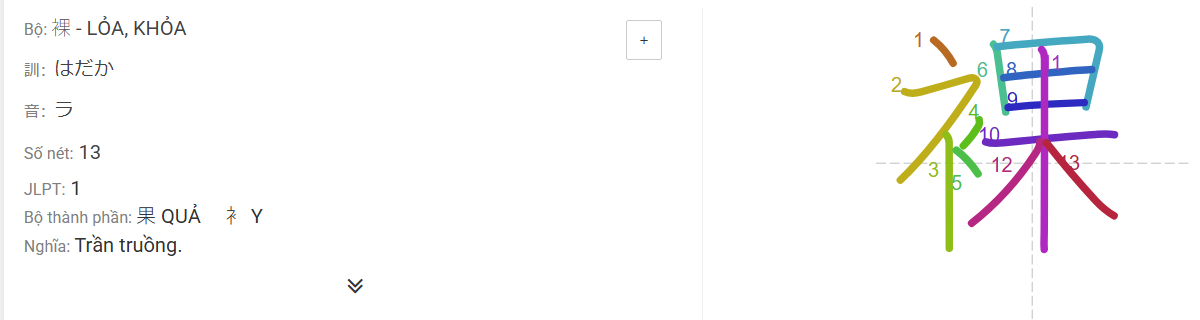 Bộ: 裸 - LỎA, KHỎA
+
訓: はだか
音: ラ
Số nét: 13
JLPT: 1
Bộ thành phần: 果 QUẢ 衤 Y
Nghĩa: Trần truồng.
裸
1
2
3
4
5
6
7
8
9
10
11
12
13